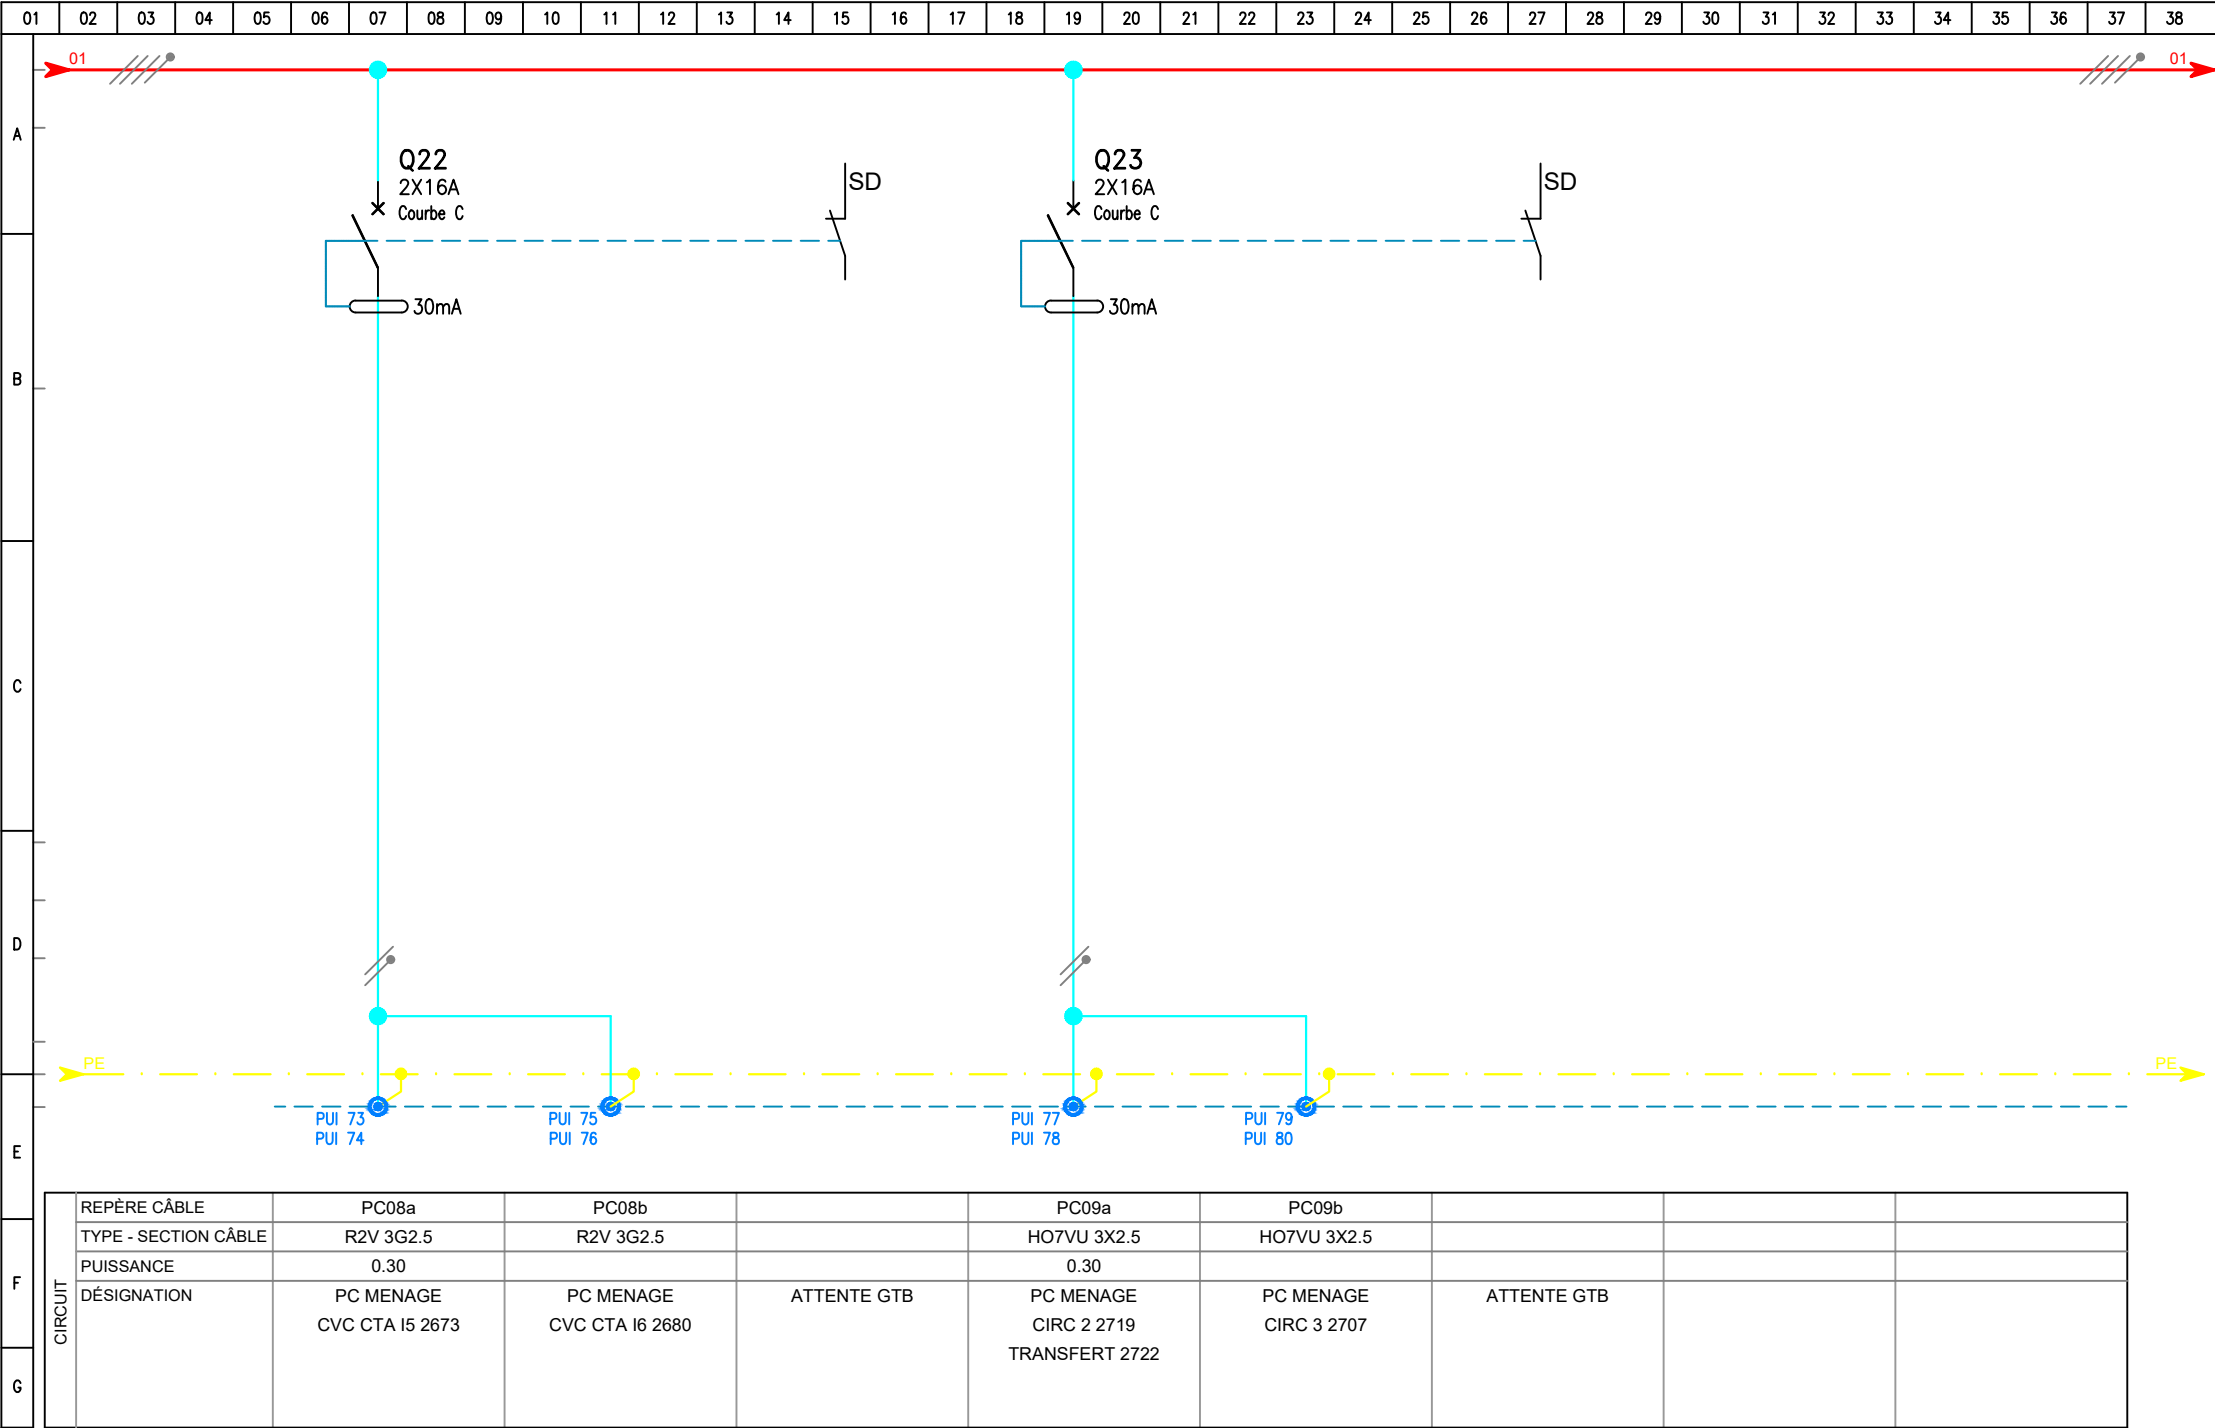 01 02 03 04 05 06 07 08 09 10 11 12 13 14 15 16 17 18 19 20 21 22 23 24 25 26 27 28 29 30 31 32 33 34 35 36 37 38
01 01
A
Q22
2X16A
Courbe C
SD
30mA
Q23
2X16A
Courbe C
SD
30mA
B
C
D
PE PE
PUI 73
PUI 74
PUI 75
PUI 76
PUI 77
PUI 78
PUI 79
PUI 80
E
F
G
CIRCUIT
REPÈRE CÂBLE PC08a PC08b PC09a PC09b
TYPE - SECTION CÂBLE R2V 3G2.5 R2V 3G2.5 HO7VU 3X2.5 HO7VU 3X2.5
PUISSANCE 0.30 0.30
DÉSIGNATION PC MENAGE PC MENAGE ATTENTE GTB PC MENAGE PC MENAGE ATTENTE GTB
CVC CTA I5 2673 CVC CTA I6 2680 CIRC 2 2719 CIRC 3 2707
TRANSFERT 2722